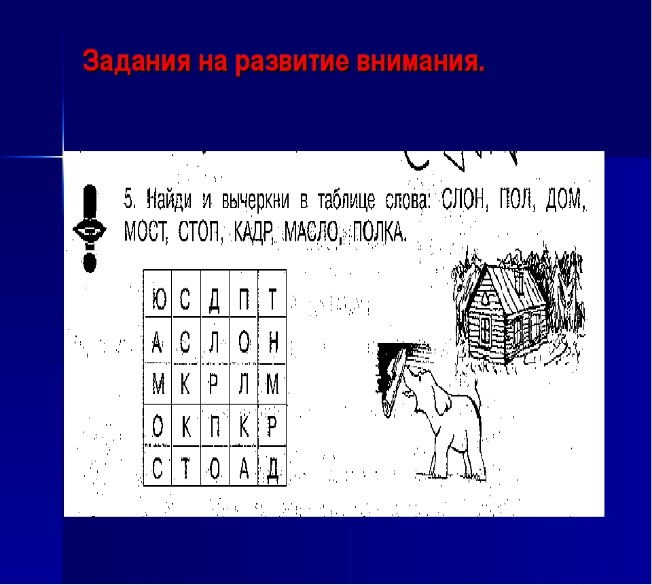 Задания на развитие внимания.
5. Найди и вычеркни в таблице слова: СЛОН, ПОЛ, ДОМ,
МОСТ, СТОП, КАДР, МАСЛО, ПОЛКА.
Ю С Д П Т
А С Л О Н
М К Р Л М
О К П К Р
С Т О А Д